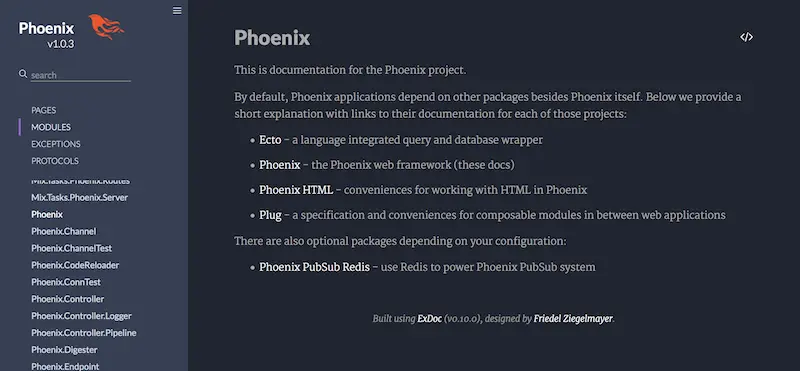 Phoenix
v1.0.3
search
PAGES
MODULES
EXCEPTIONS
PROTOCOLS
Mix.Tasks.Phoenix.Routes
Mix.Tasks.Phoenix.Server
Phoenix
Phoenix.Channel
Phoenix.ChannelTest
Phoenix.CodeReloader
Phoenix.ConnTest
Phoenix.Controller
Phoenix.Controller.Logger
Phoenix.Controller.Pipeline
Phoenix.Digester
Phoenix.Endpoint
Phoenix
</>
This is documentation for the Phoenix project.
By default, Phoenix applications depend on other packages besides Phoenix itself. Below we provide a
short explanation with links to their documentation for each of those projects:
• Ecto – a language integrated query and database wrapper
• Phoenix – the Phoenix web framework (these docs)
• Phoenix HTML – conveniences for working with HTML in Phoenix
• Plug – a specification and conveniences for composable modules in between web applications
There are also optional packages depending on your configuration:
• Phoenix PubSub Redis – use Redis to power Phoenix PubSub system
Built using ExDoc (v0.10.0), designed by Friedel Ziegelmayer.